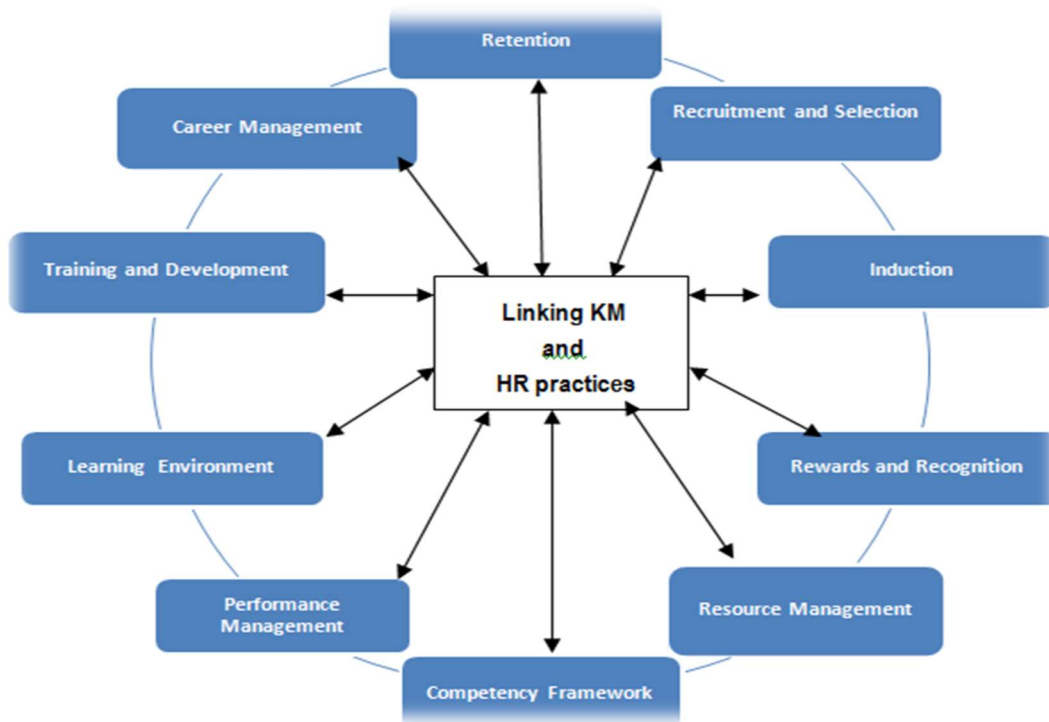 Retention
Recruitment and Selection
Career Management
Training and Development
Induction
Linking KM
and
HR practices
Learning Environment
Rewards and Recognition
Performance
Management
Resource Management
Competency Framework